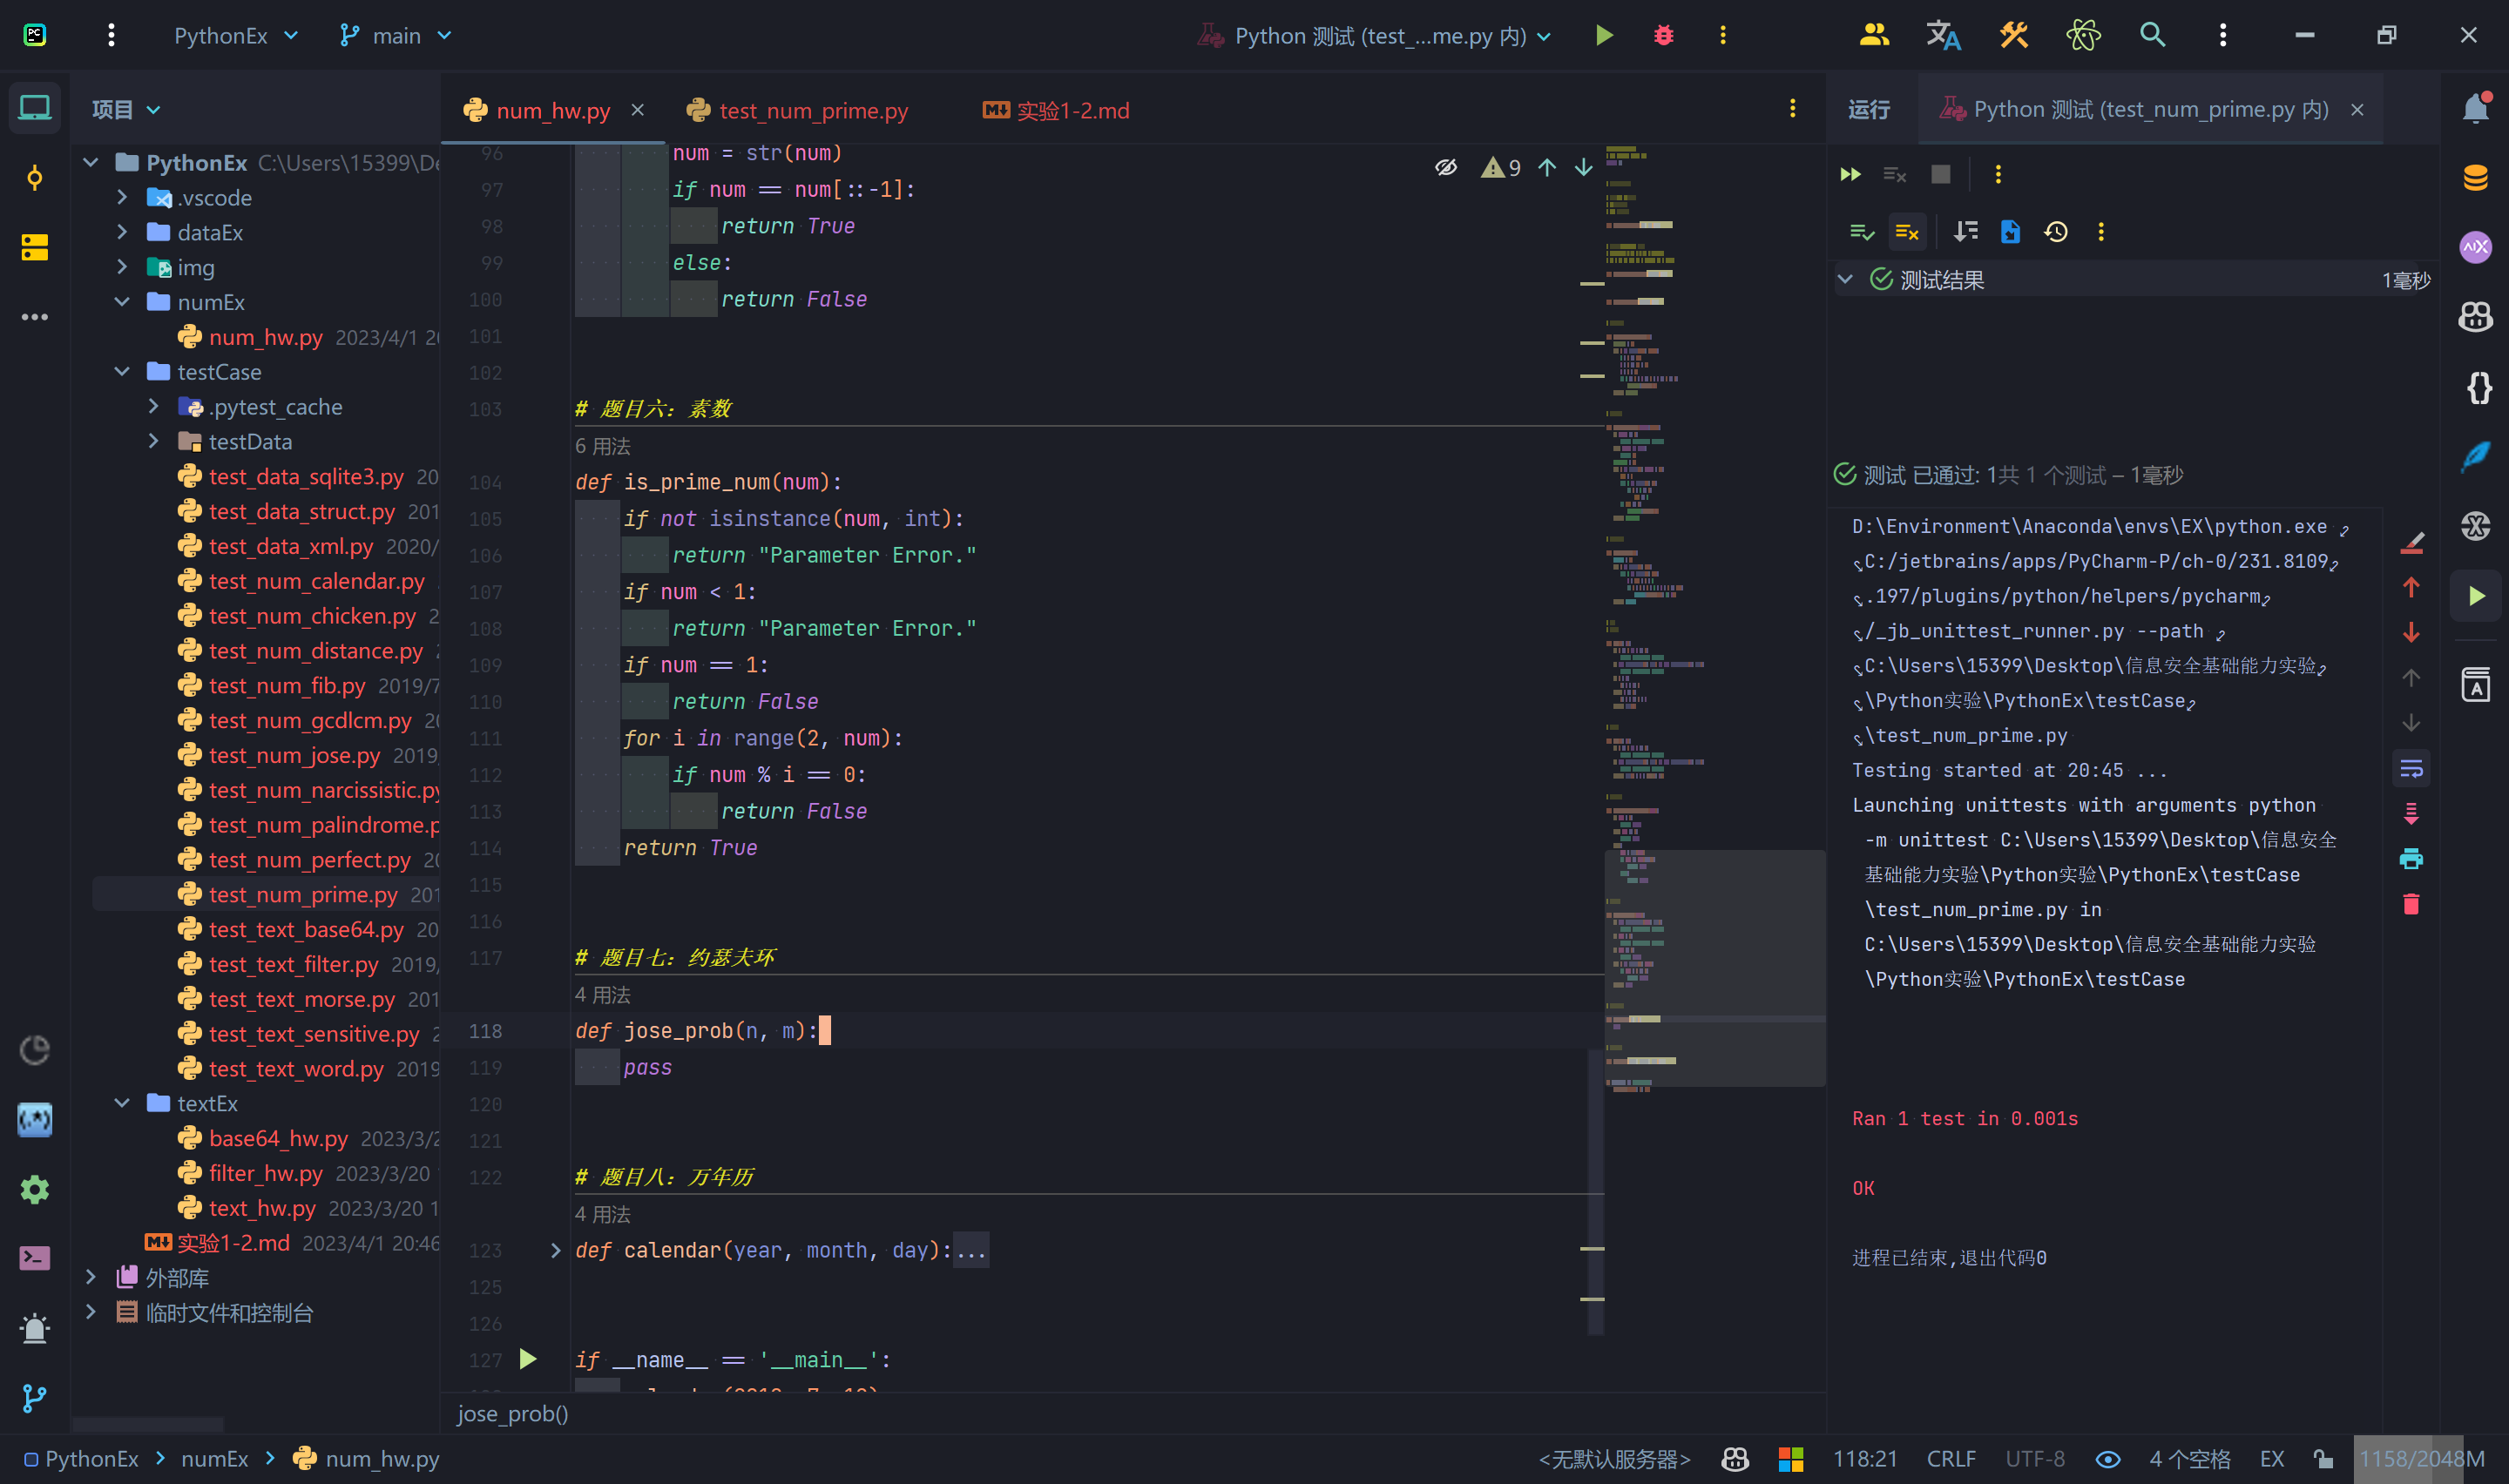 PythonEx
main
Python 测试 (test_...me.py 内)
项目
num_hw.py
test_num_prime.py
实验1-2.md
运行
Python 测试 (test_num_prime.py 内)
PythonEx C:\Users\15399\De
.vscode
dataEx
img
numEx
num_hw.py 2023/4/1 20
testCase
.pytest_cache
testData
test_data_sqlite3.py 20
test_data_struct.py 201
test_data_xml.py 2020/
test_num_calendar.py
test_num_chicken.py 2
test_num_distance.py
test_num_fib.py 2019/7
test_num_gcdlcm.py 20
test_num_jose.py 2019/
test_num_narcissistic.py
test_num_palindrome.p
test_num_perfect.py 20
test_num_prime.py 201
test_text_base64.py 20
test_text_filter.py 2019/
test_text_morse.py 201
test_text_sensitive.py 2
test_text_word.py 2019
textEx
base64_hw.py 2023/3/2
filter_hw.py 2023/3/20
text_hw.py 2023/3/20 1
实验1-2.md 2023/4/1 20:46
外部库
临时文件和控制台
9
96 num = str(num)
97 if num == num[::-1]:
98 return True
99 else:
100 return False
101
102
103 # 题目六：素数
6 用法
104 def is_prime_num(num):
105 if not isinstance(num, int):
106 return "Parameter Error."
107 if num < 1:
108 return "Parameter Error."
109 if num == 1:
110 return False
111 for i in range(2, num):
112 if num % i == 0:
113 return False
114 return True
115
116
117 # 题目七：约瑟夫环
4 用法
118 def jose_prob(n, m):
119 pass
120
121
122 # 题目八：万年历
4 用法
123 def calendar(year, month, day):...
125
126
127 if __name__ == '__main__':
jose_prob()
测试结果 1毫秒
测试 已通过: 1共 1 个测试 – 1毫秒
D:\Environment\Anaconda\envs\EX\python.exe
C:/jetbrains/apps/PyCharm-P/ch-0/231.8109
.197/plugins/python/helpers/pycharm
/_jb_unittest_runner.py --path
C:\Users\15399\Desktop\信息安全基础能力实验
\Python实验\PythonEx\testCase
\test_num_prime.py
Testing started at 20:45 ...
Launching unittests with arguments python
-m unittest C:\Users\15399\Desktop\信息安全
基础能力实验\Python实验\PythonEx\testCase
\test_num_prime.py in
C:\Users\15399\Desktop\信息安全基础能力实验
\Python实验\PythonEx\testCase
Ran 1 test in 0.001s
OK
进程已结束,退出代码0
PythonEx > numEx > num_hw.py
<无默认服务器> 118:21 CRLF UTF-8 4 个空格 EX 1158/2048M